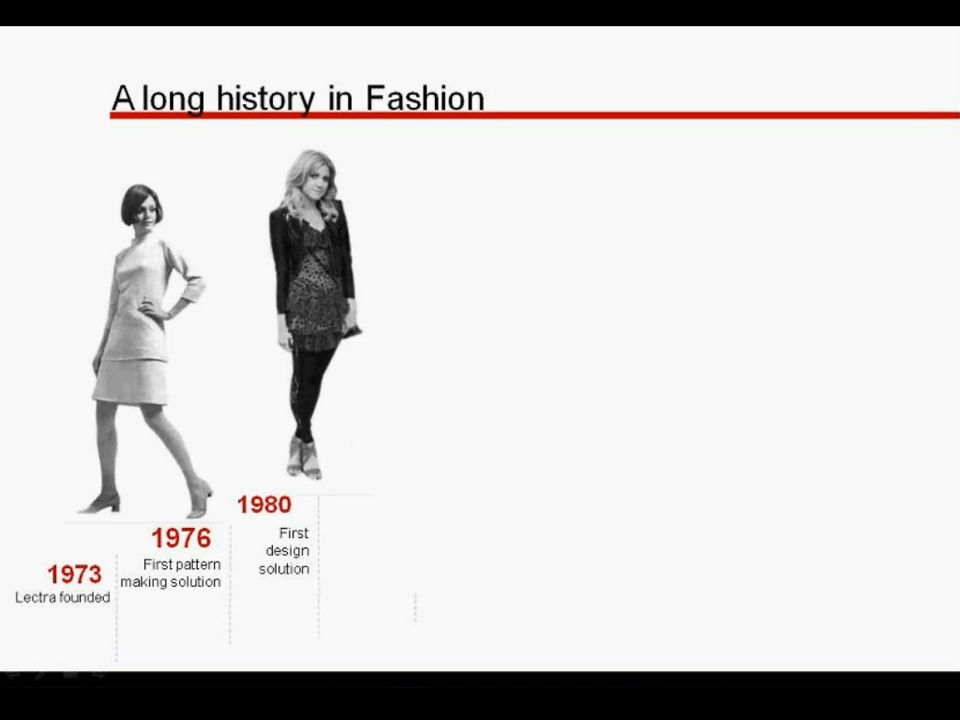 A long history in Fashion
1973
Lectra founded
1976
First pattern
making solution
1980
First
design
solution